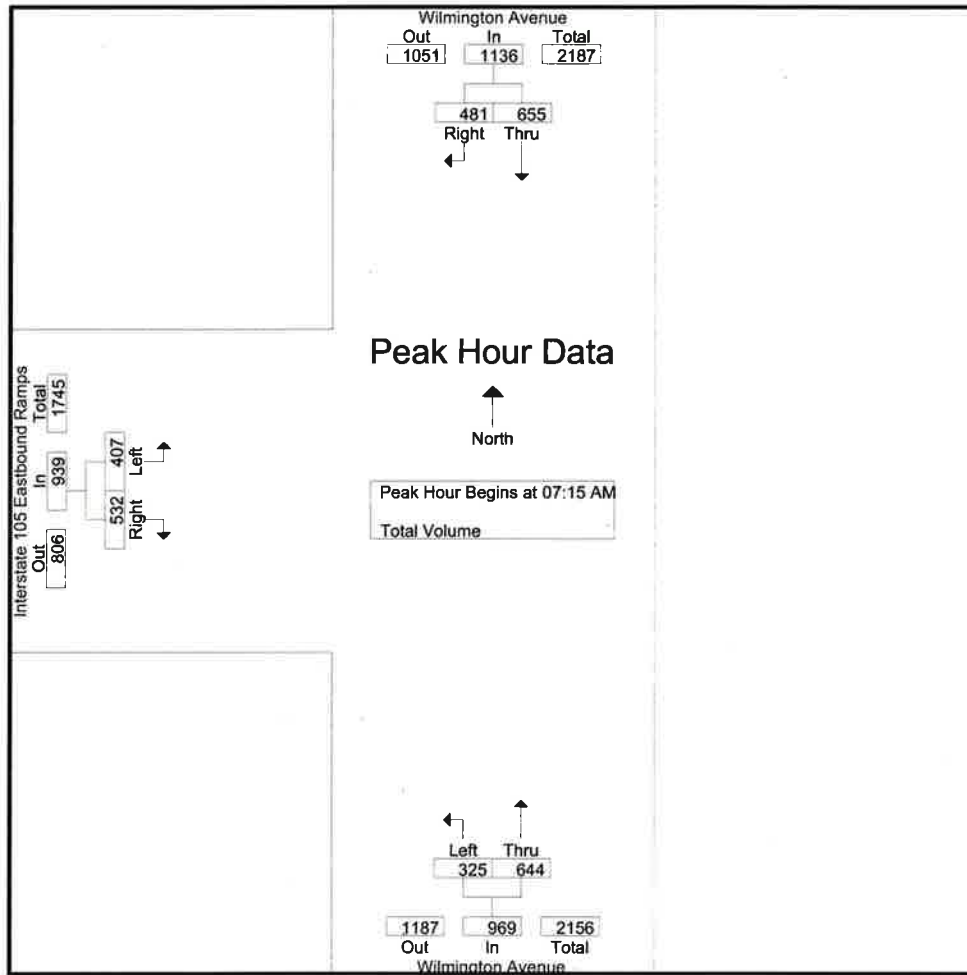 Wilmington Avenue
Out In Total
1051 1136 2187
481 655
Right Thru
Peak Hour Data
North
Peak Hour Begins at 07:15 AM
Total Volume
Interstate 105 Eastbound Ramps
Out In Total
806 939 1745
532 407
Right Left
Left Thru
325 644
1187 969 2156
Out In Total
Wilmington Avenue